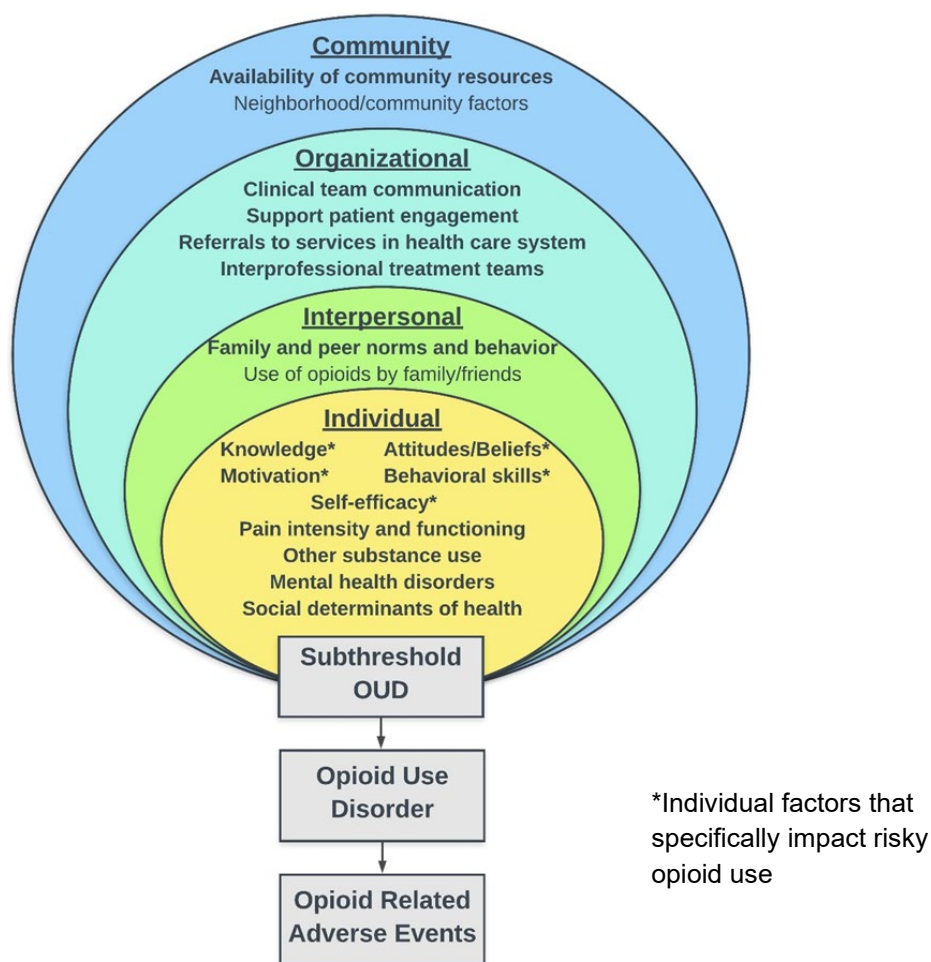 Community
Availability of community resources
Neighborhood/community factors
Organizational
Clinical team communication
Support patient engagement
Referrals to services in health care system
Interprofessional treatment teams
Interpersonal
Family and peer norms and behavior
Use of opioids by family/friends
Individual
Knowledge* Attitudes/Beliefs*
Motivation* Behavioral skills*
Self-efficacy*
Pain intensity and functioning
Other substance use
Mental health disorders
Social determinants of health
Subthreshold
OUD
Opioid Use
Disorder
Opioid Related
Adverse Events
*Individual factors that
specifically impact risky
opioid use